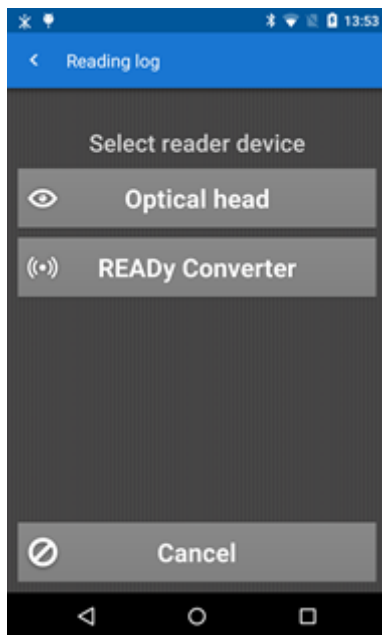 13:53
Reading log
Select reader device
Optical head
READy Converter
Cancel